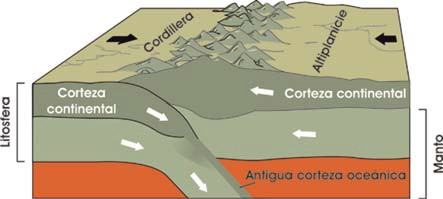 Cordillera
Altiplanicie
Corteza
continental
Corteza continental
Litosfera
Manto
Antigua corteza oceánica